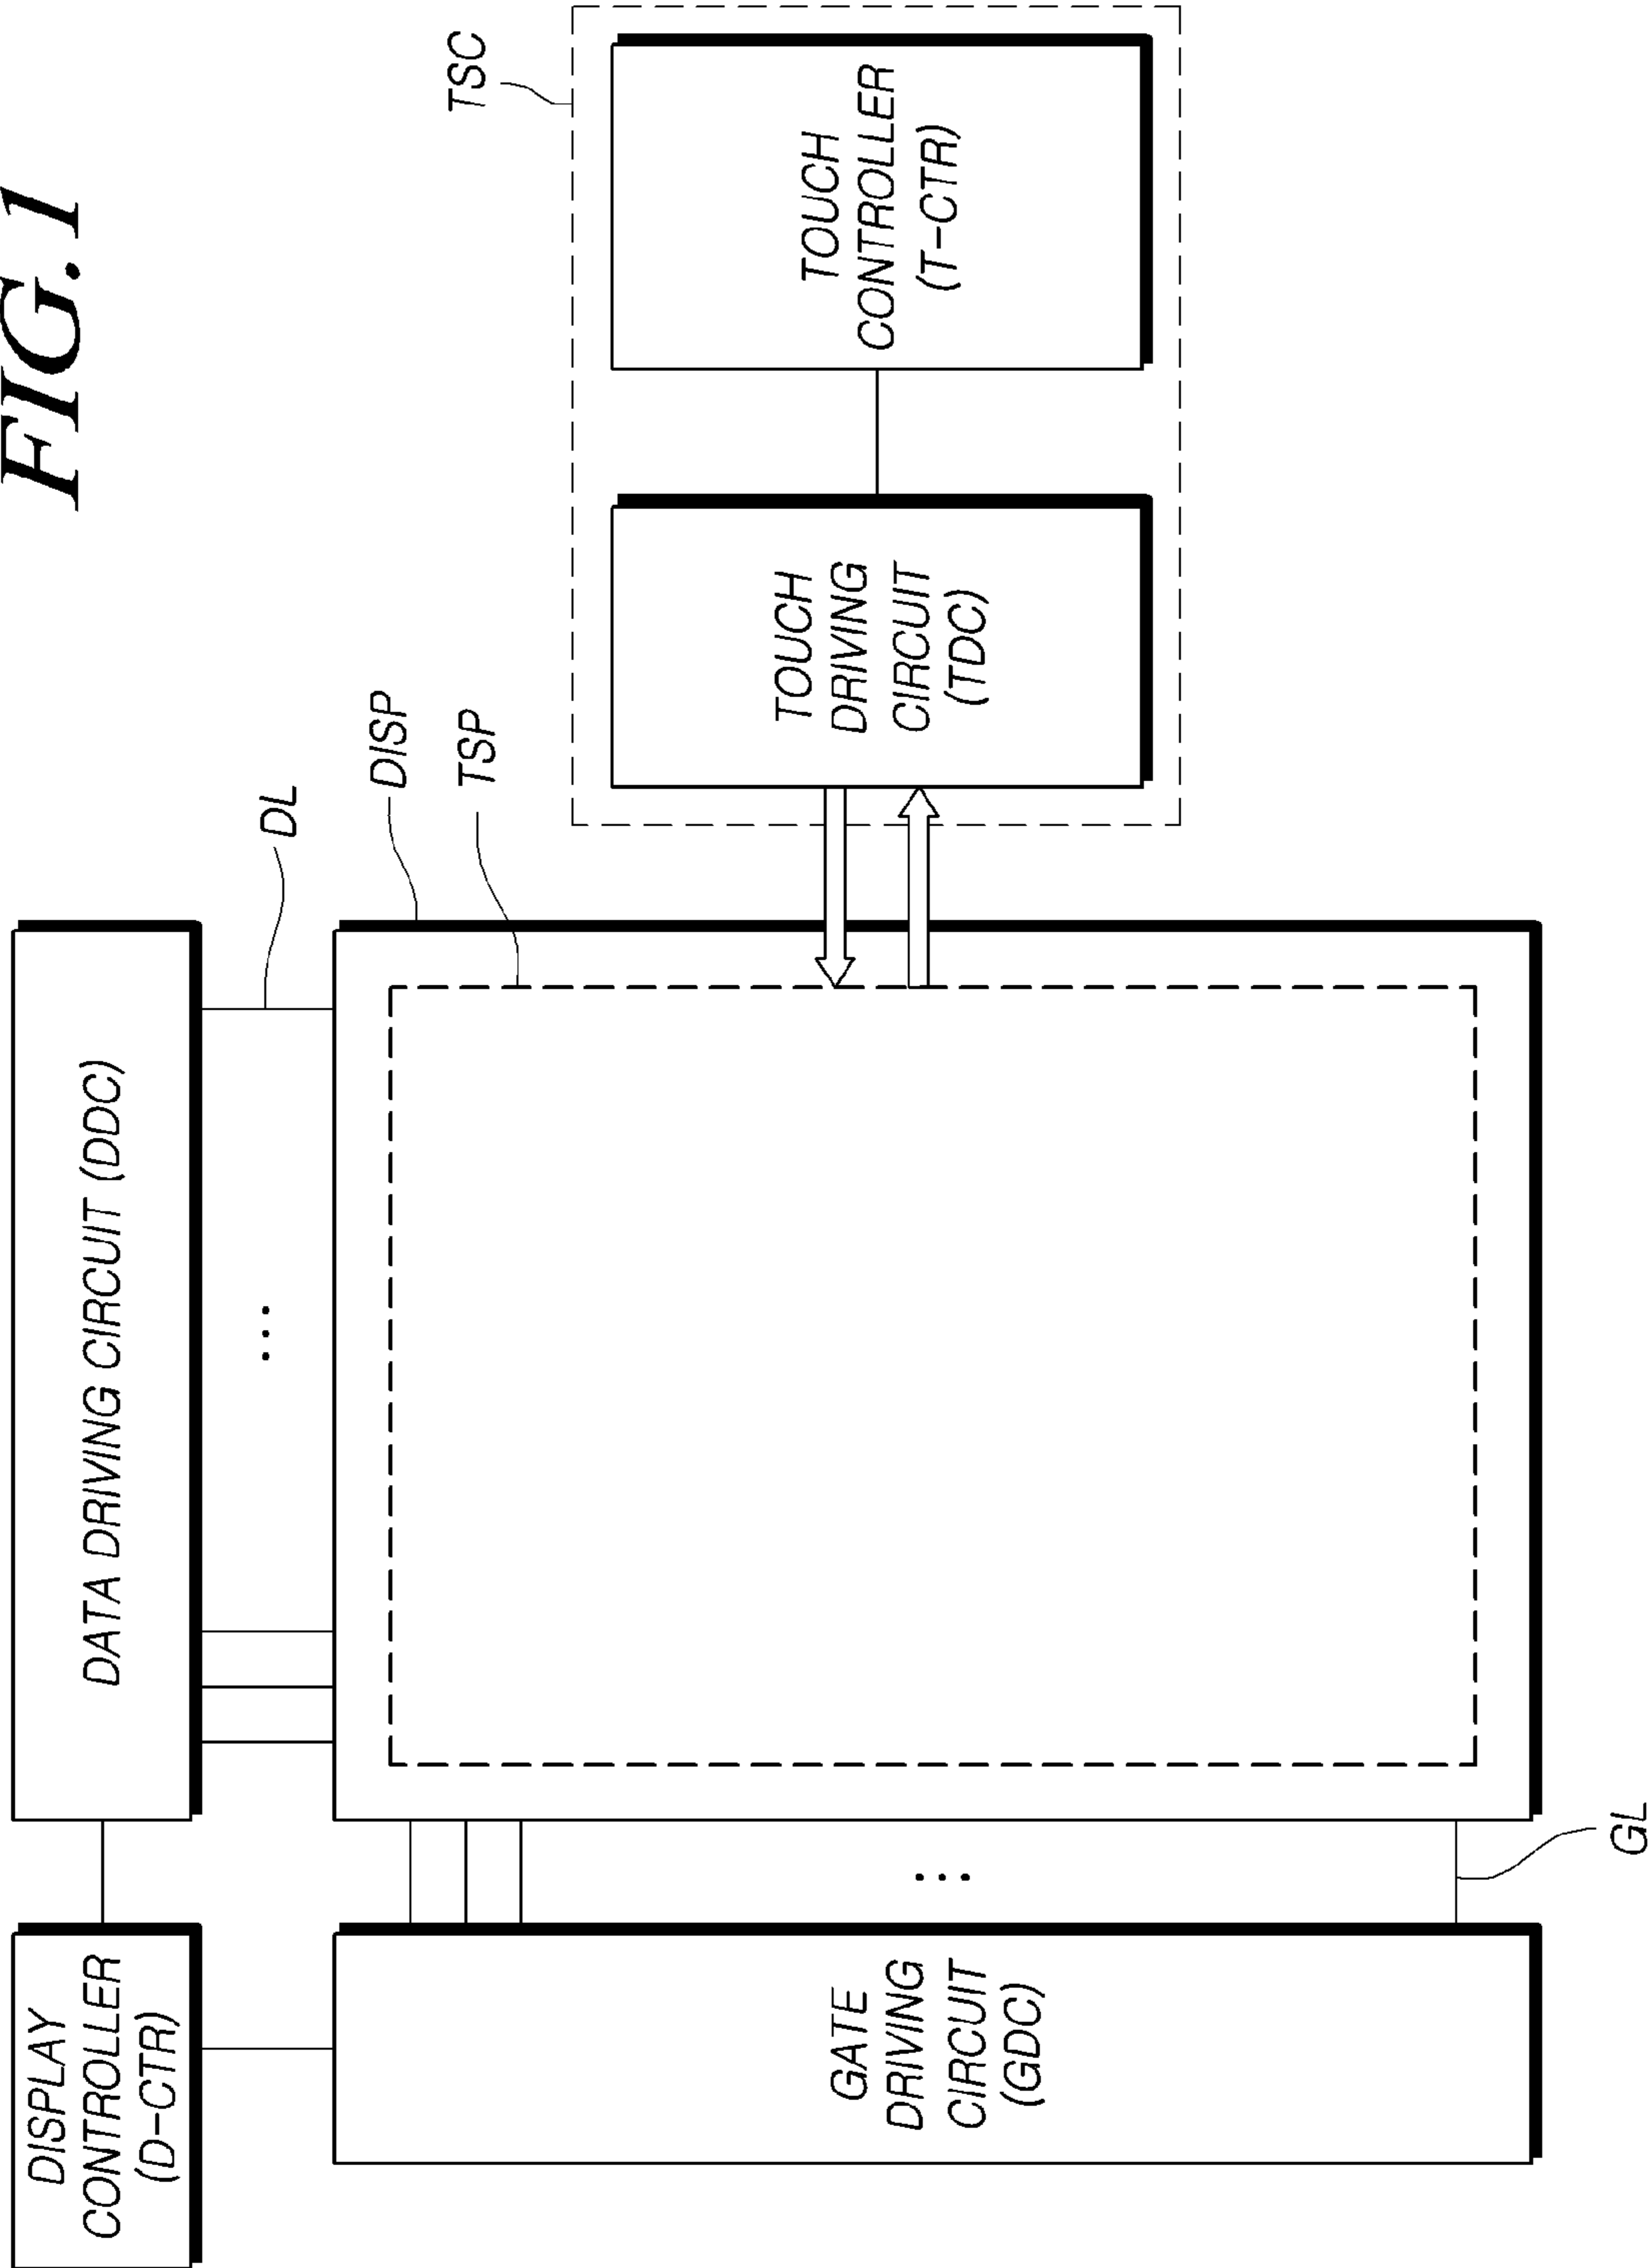 FIG.1
DISPLAY
CONTROLLER
(D-CTR)
DATA DRIVING CIRCUIT (DDC)
DL
DISP
TSP
TSC
GATE
DRIVING
CIRCUIT
(GDC)
TOUCH
DRIVING
CIRCUIT
(TDC)
TOUCH
CONTROLLER
(T-CTR)
GL